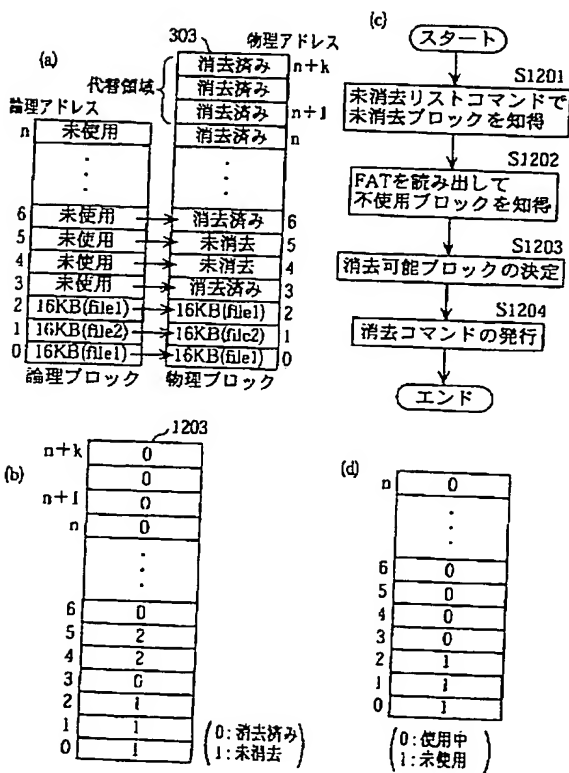 (a)
303
物理アドレス
代替領域
論理アドレス
消去済み n+k
消去済み
消去済み n+1
n 未使用 消去済み n
6 未使用 消去済み 6
5 未使用 未消去 5
4 未使用 未消去 4
3 未使用 消去済み 3
2 16KB(file1) 16KB(file1) 2
1 16KB(file2) 16KB(file2) 1
0 16KB(file1) 16KB(file1) 0
論理ブロック 物理ブロック
(c)
スタート
S1201
未消去リストコマンドで
未消去ブロックを知得
S1202
FATを読み出して
不使用ブロックを知得
S1203
消去可能ブロックの決定
S1204
消去コマンドの発行
エンド
(b)
1203
n+k 0
0
n+1 0
n 0
6 0
5 2
4 2
3 0
2 1
1 1
0 1
0:消去済み
1:未消去
(d)
n 0
6 0
5 0
4 0
3 0
2 1
1 1
0 1
0:使用中
1:未使用